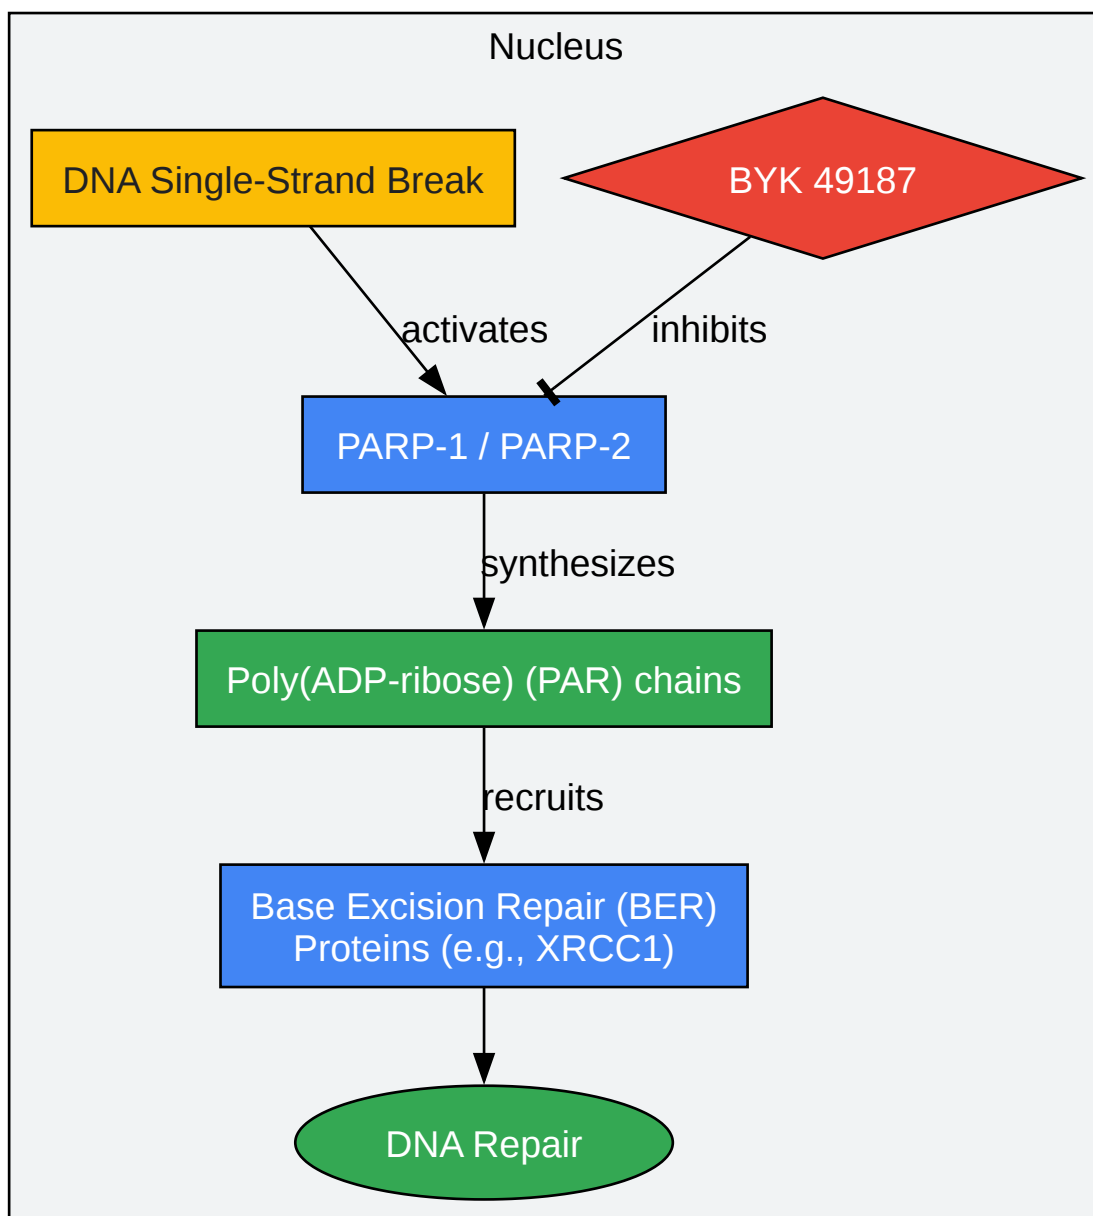 Nucleus
DNA Single-Strand Break
BYK 49187
activates
inhibits
PARP-1 / PARP-2
synthesizes
Poly(ADP-ribose) (PAR) chains
recruits
Base Excision Repair (BER)
Proteins (e.g., XRCC1)
DNA Repair